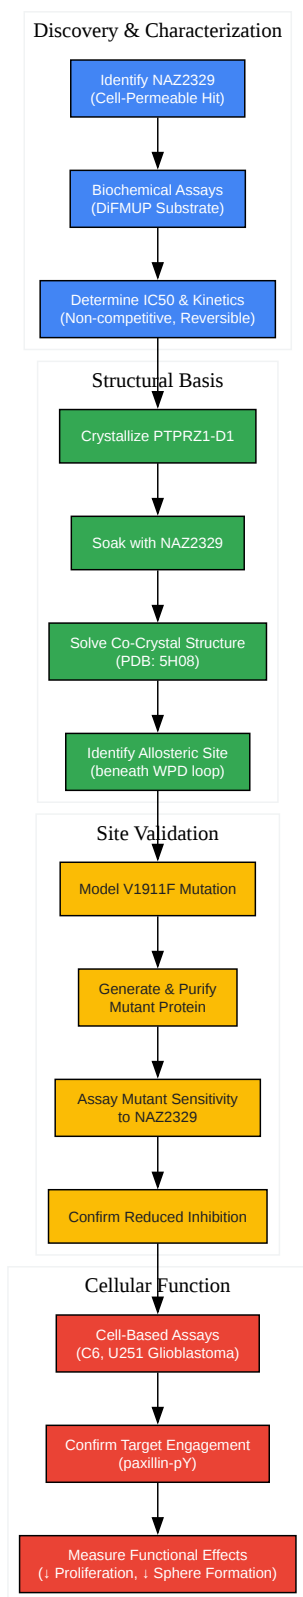 Discovery & Characterization
Identify NAZ2329
(Cell-Permeable Hit)
Biochemical Assays
(DiFMUP Substrate)
Determine IC50 & Kinetics
(Non-competitive, Reversible)
Structural Basis
Crystallize PTPRZ1-D1
Soak with NAZ2329
Solve Co-Crystal Structure
(PDB: 5H08)
Identify Allosteric Site
(beneath WPD loop)
Site Validation
Model V1911F Mutation
Generate & Purify
Mutant Protein
Assay Mutant Sensitivity
to NAZ2329
Confirm Reduced Inhibition
Cellular Function
Cell-Based Assays
(C6, U251 Glioblastoma)
Confirm Target Engagement
(paxillin-pY)
Measure Functional Effects
(↓ Proliferation, ↓ Sphere Formation)